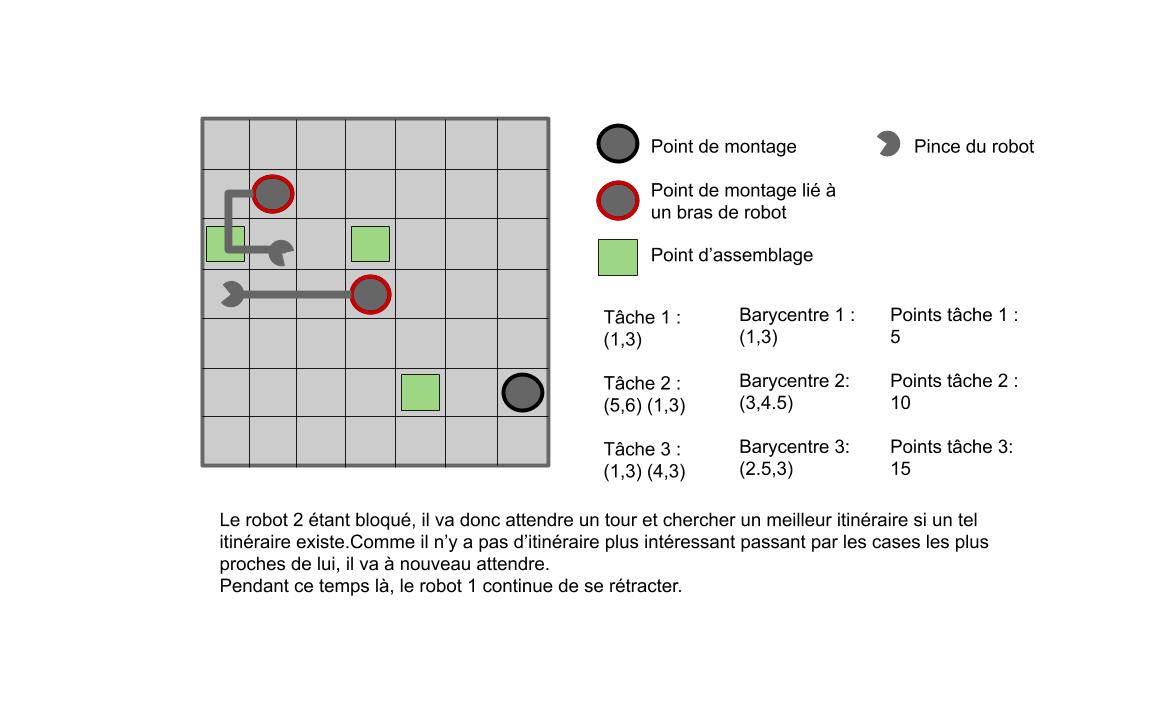 Point de montage
Pince du robot
Point de montage lié à
un bras de robot
Point d’assemblage
Tâche 1 :
(1,3)
Barycentre 1 :
(1,3)
Points tâche 1 :
5
Tâche 2 :
(5,6) (1,3)
Barycentre 2:
(3,4.5)
Points tâche 2 :
10
Tâche 3 :
(1,3) (4,3)
Barycentre 3:
(2.5,3)
Points tâche 3:
15
Le robot 2 étant bloqué, il va donc attendre un tour et chercher un meilleur itinéraire si un tel
itinéraire existe.Comme il n’y a pas d’itinéraire plus intéressant passant par les cases les plus
proches de lui, il va à nouveau attendre.
Pendant ce temps là, le robot 1 continue de se rétracter.